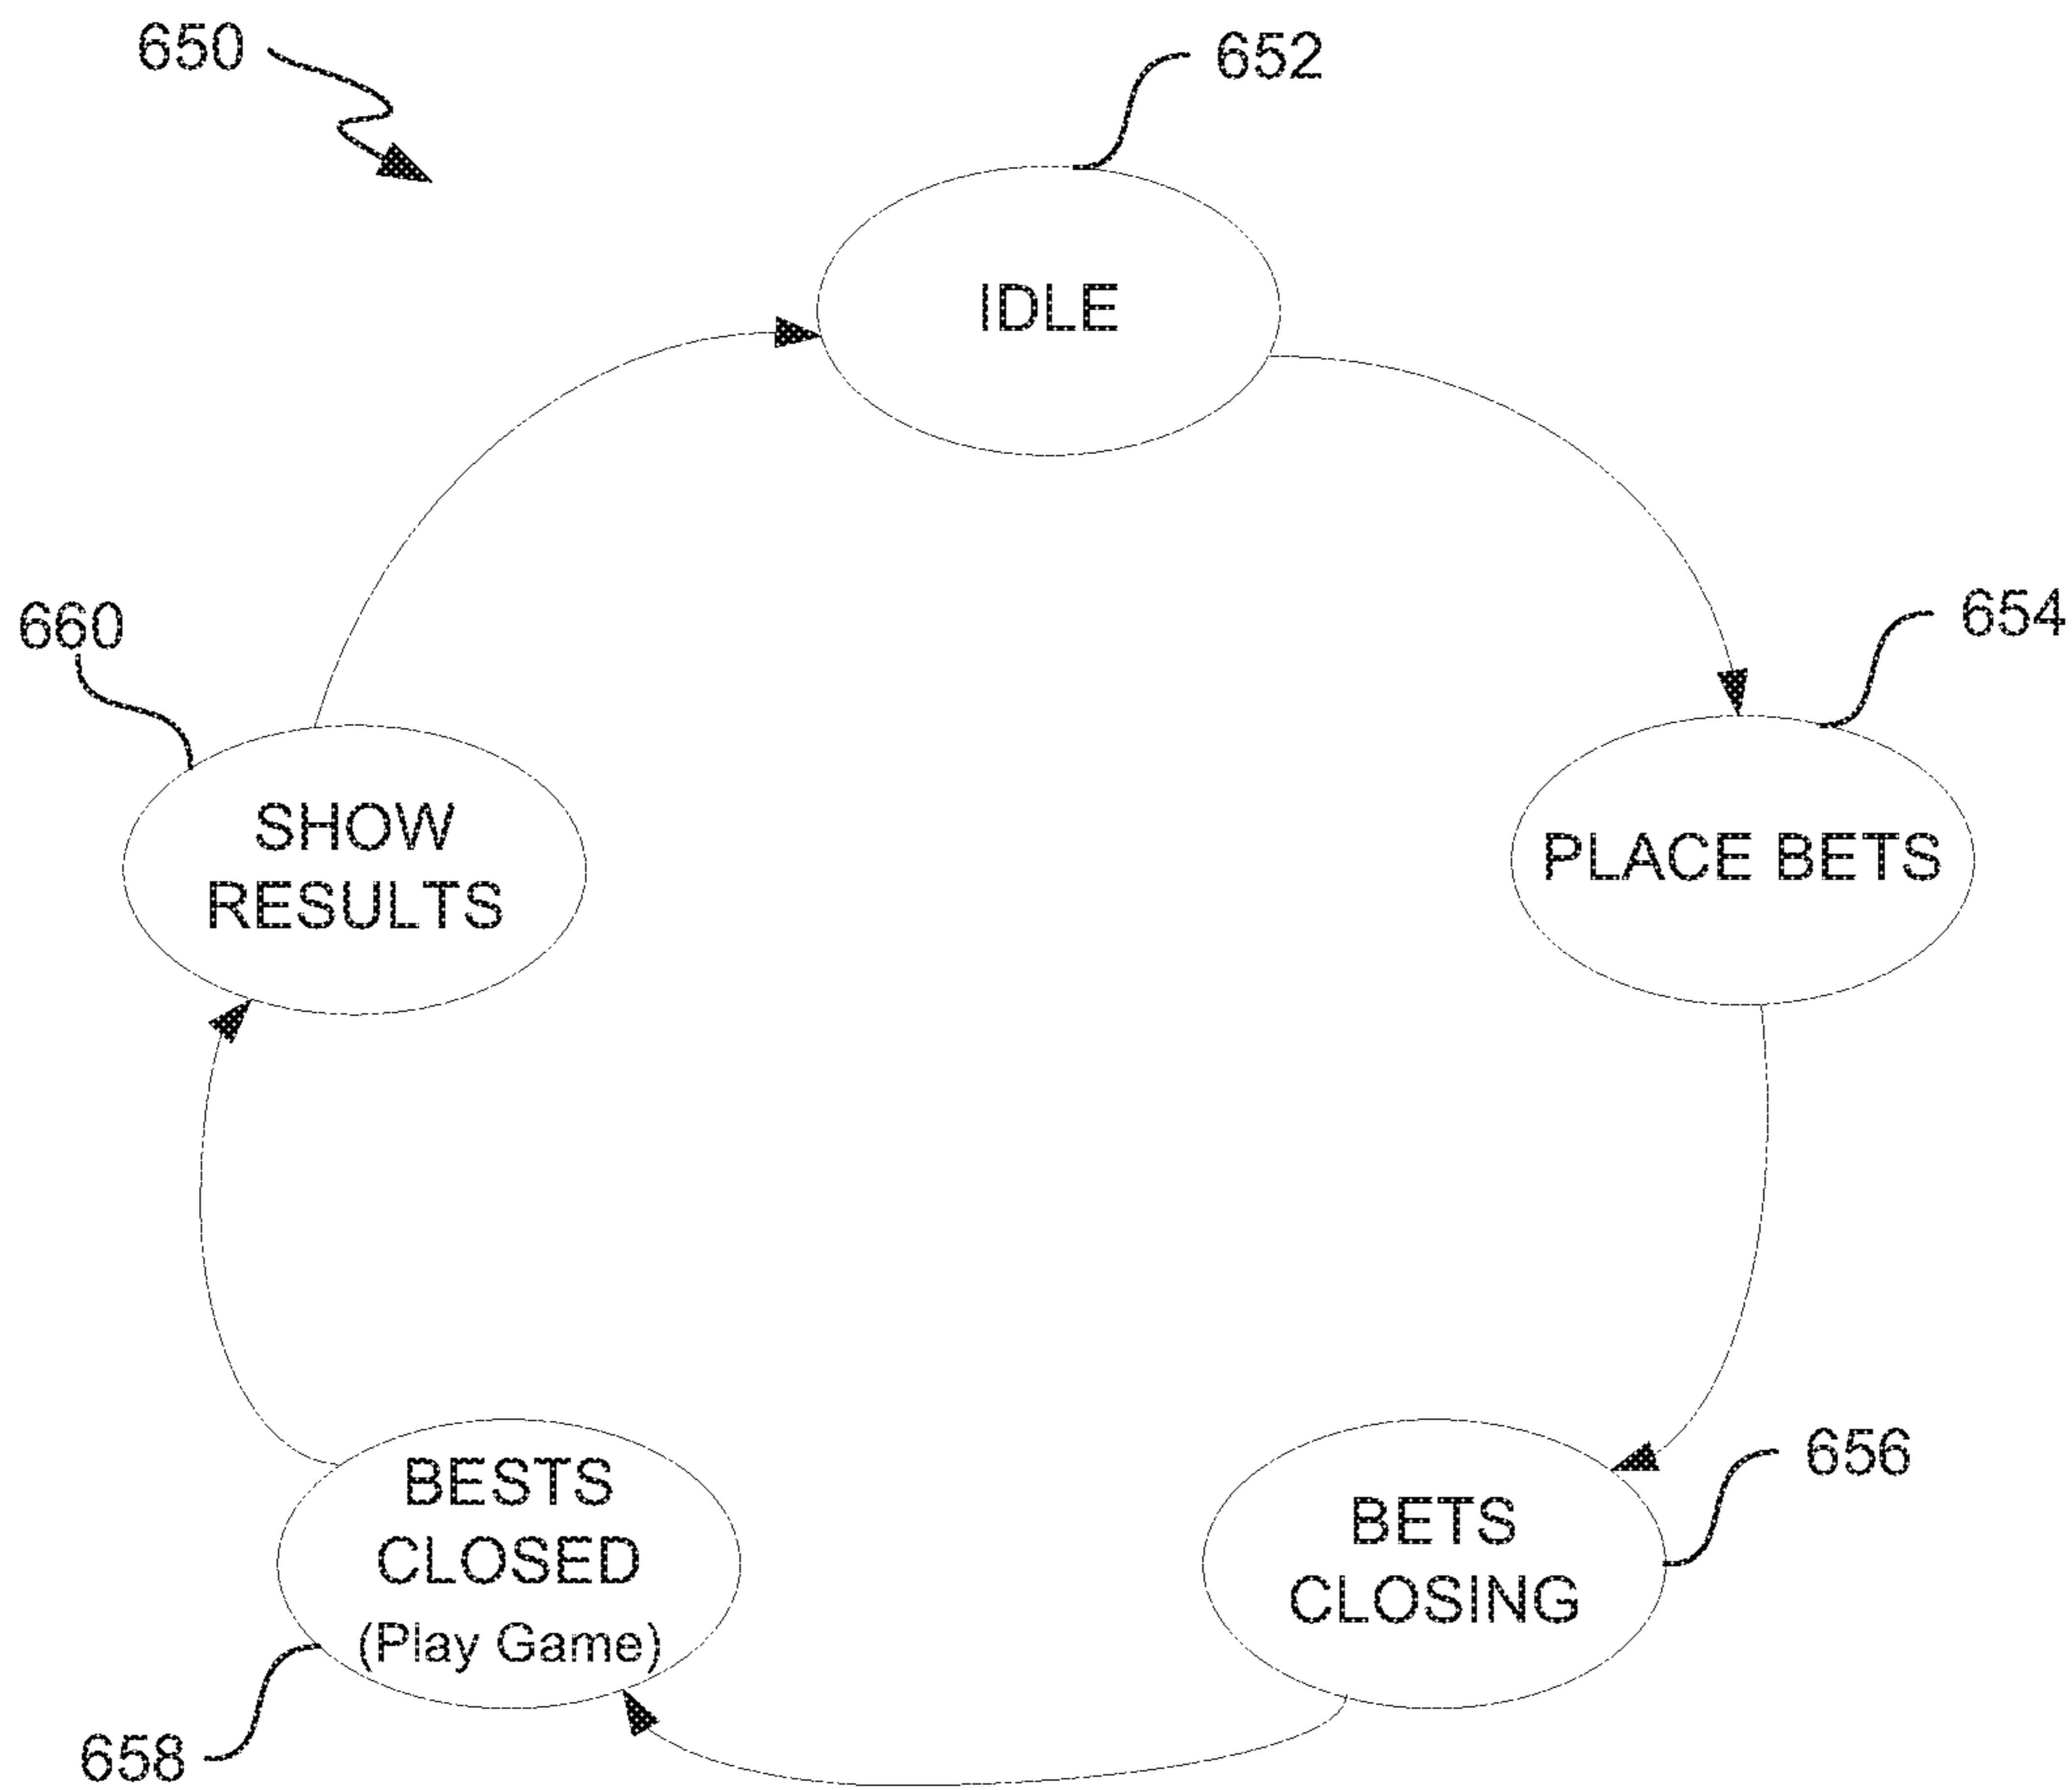 650
652
IDLE
660
654
SHOW
RESULTS
PLACE BETS
656
BESTS
CLOSED
(Play Game)
BETS
CLOSING
658